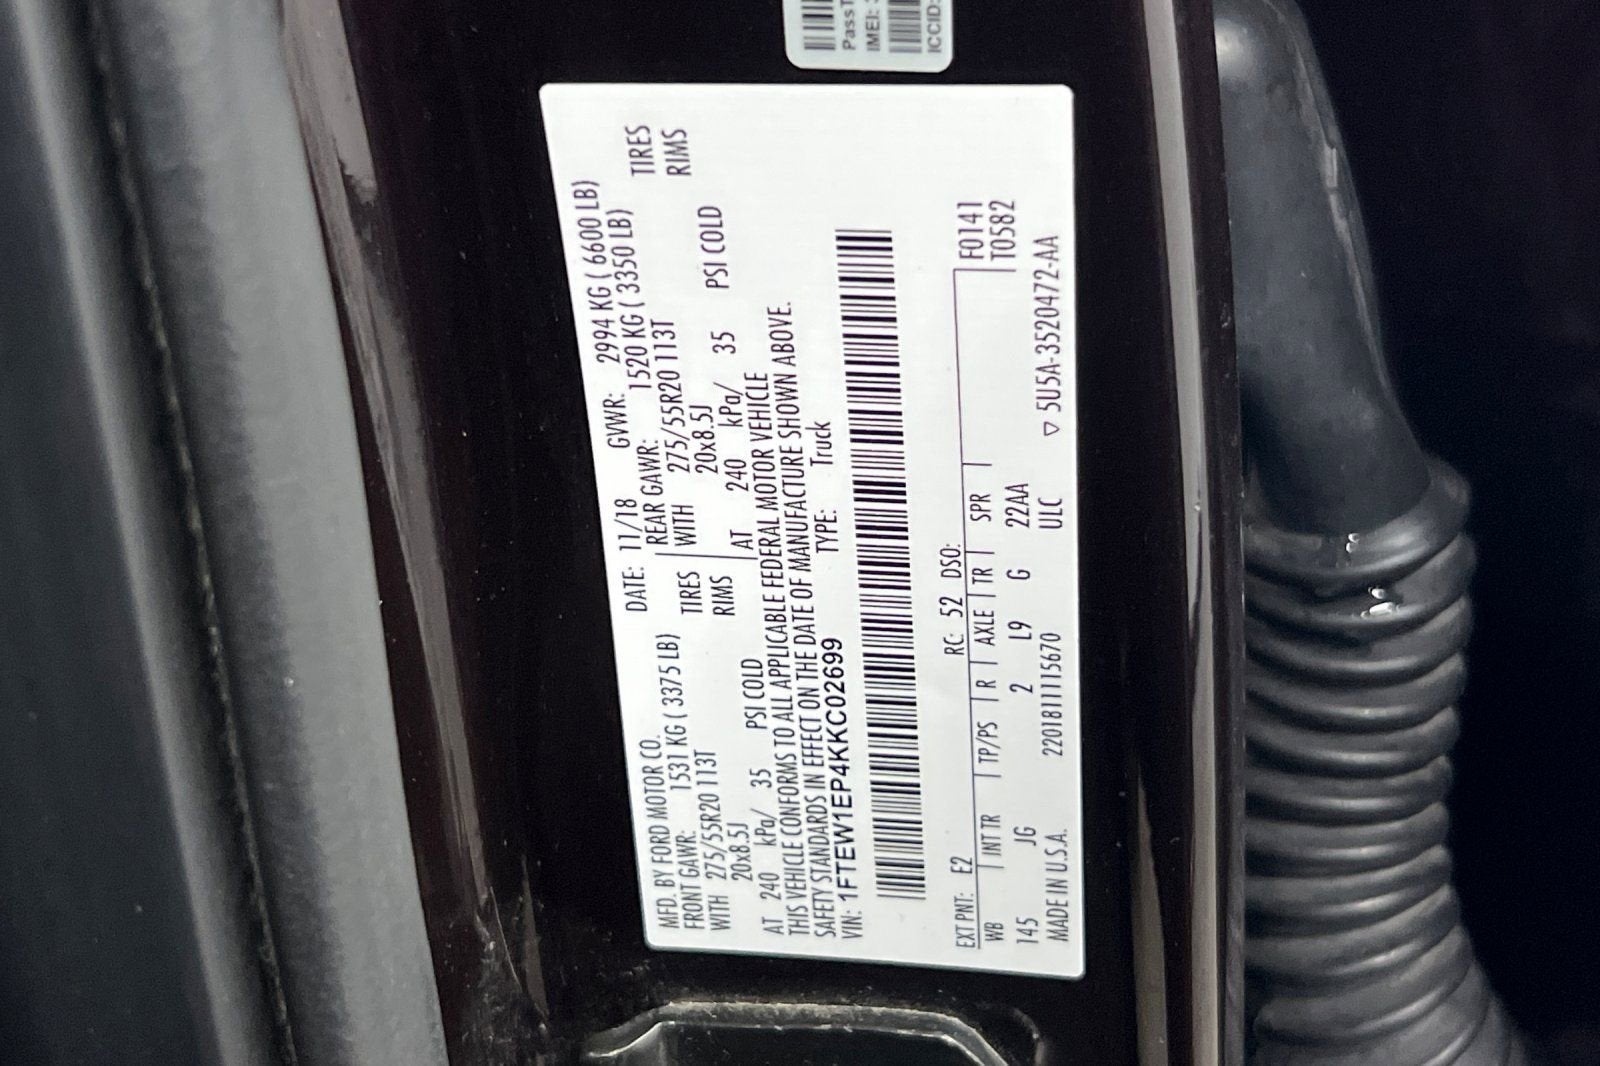 PassT
IMEI:
ICCID:
MFD. BY FORD MOTOR CO. DATE: 11/18 GVWR: 2994 KG ( 6600 LB)
FRONT GAWR: 1531 KG ( 3375 LB) REAR GAWR: 1520 KG ( 3350 LB)
WITH 275/55R20 113T TIRES WITH 275/55R20 113T TIRES
20x8.5J RIMS 20x8.5J RIMS
AT 240 kPa/ 35 PSI COLD AT 240 kPa/ 35 PSI COLD
THIS VEHICLE CONFORMS TO ALL APPLICABLE FEDERAL MOTOR VEHICLE
SAFETY STANDARDS IN EFFECT ON THE DATE OF MANUFACTURE SHOWN ABOVE.
VIN: 1FTEW1EP4KKC02699 TYPE: Truck
EXT PNT: E2 RC: 52 DSO: F0141
WB INT TR TP/PS R AXLE TR SPR T0582
145 JG 2 L9 G 22AA
MADE IN U.S.A. 220181115670 ULC ▽ 5U5A-3520472-AA